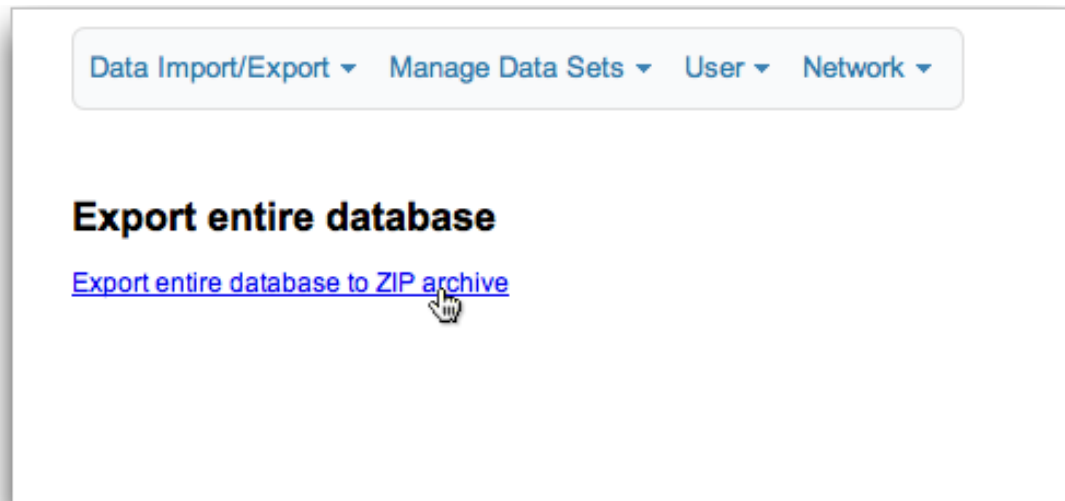 Data Import/Export Manage Data Sets User Network
Export entire database
Export entire database to ZIP archive